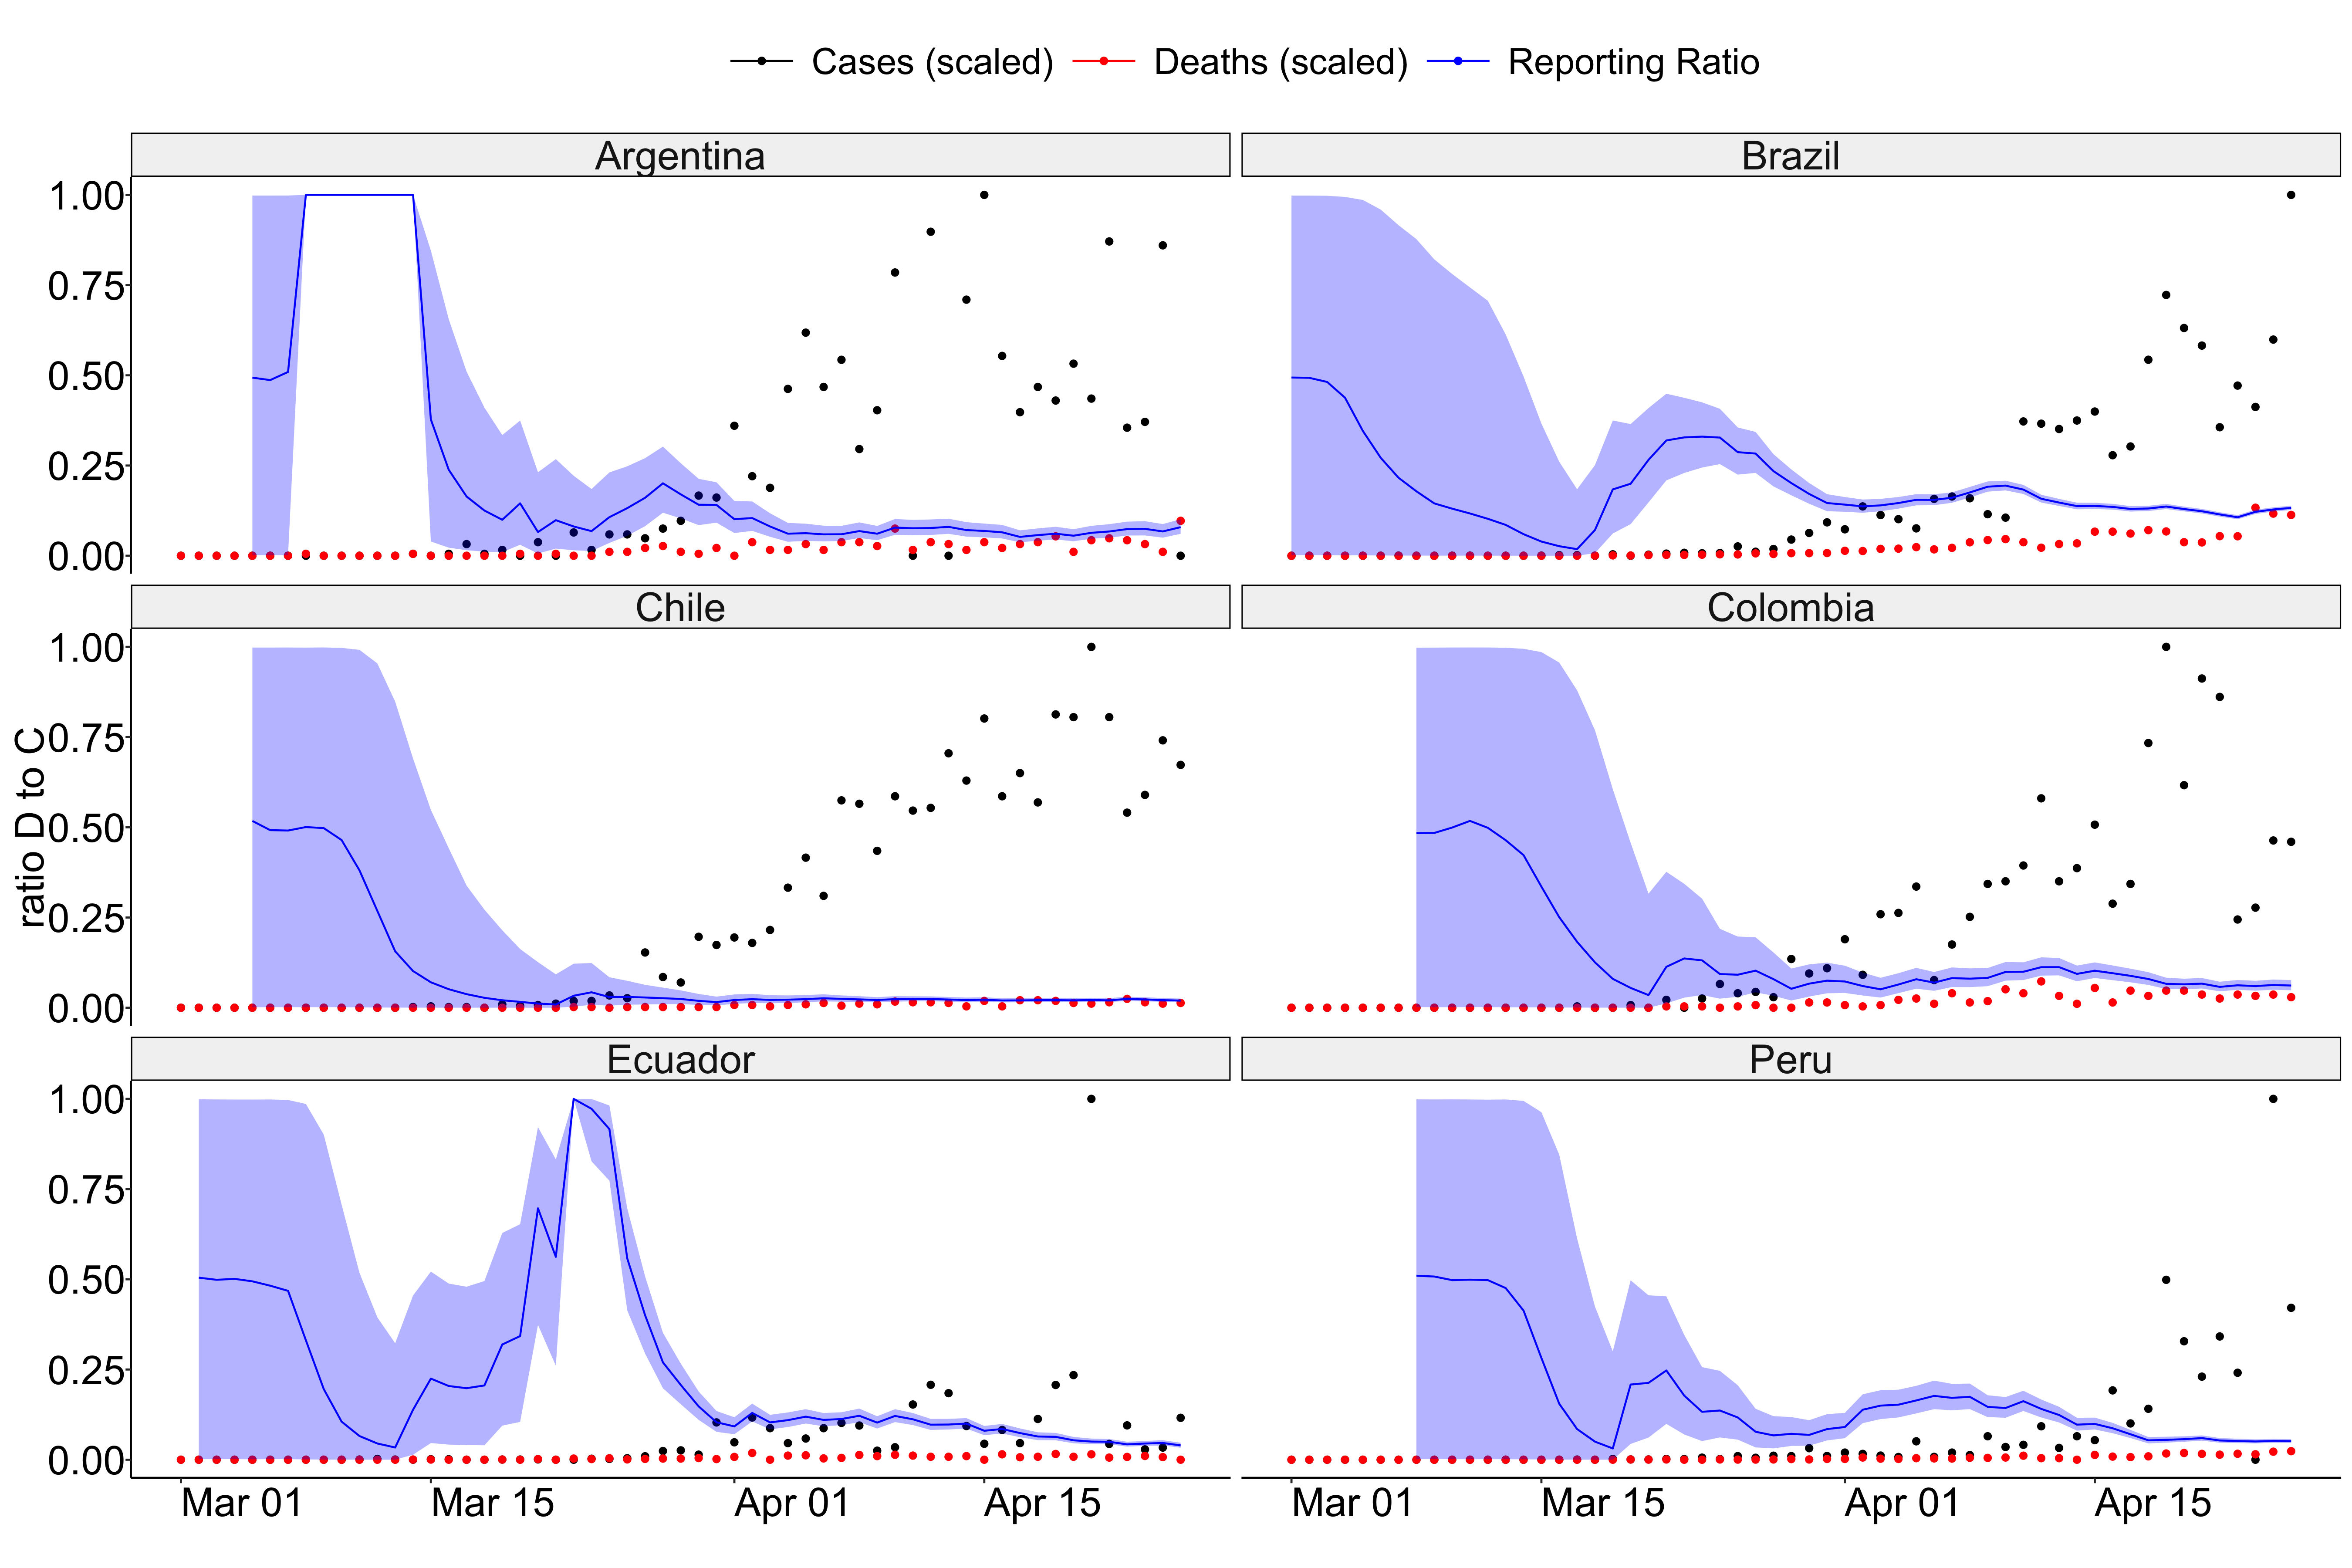 Cases (scaled) Deaths (scaled) Reporting Ratio
Argentina Brazil
1.00
0.75
0.50
0.25
0.00
Chile Colombia
1.00
0.75
0.50
0.25
0.00
ratio D to C
Ecuador Peru
1.00
0.75
0.50
0.25
0.00
Mar 01 Mar 15 Apr 01 Apr 15 Mar 01 Mar 15 Apr 01 Apr 15